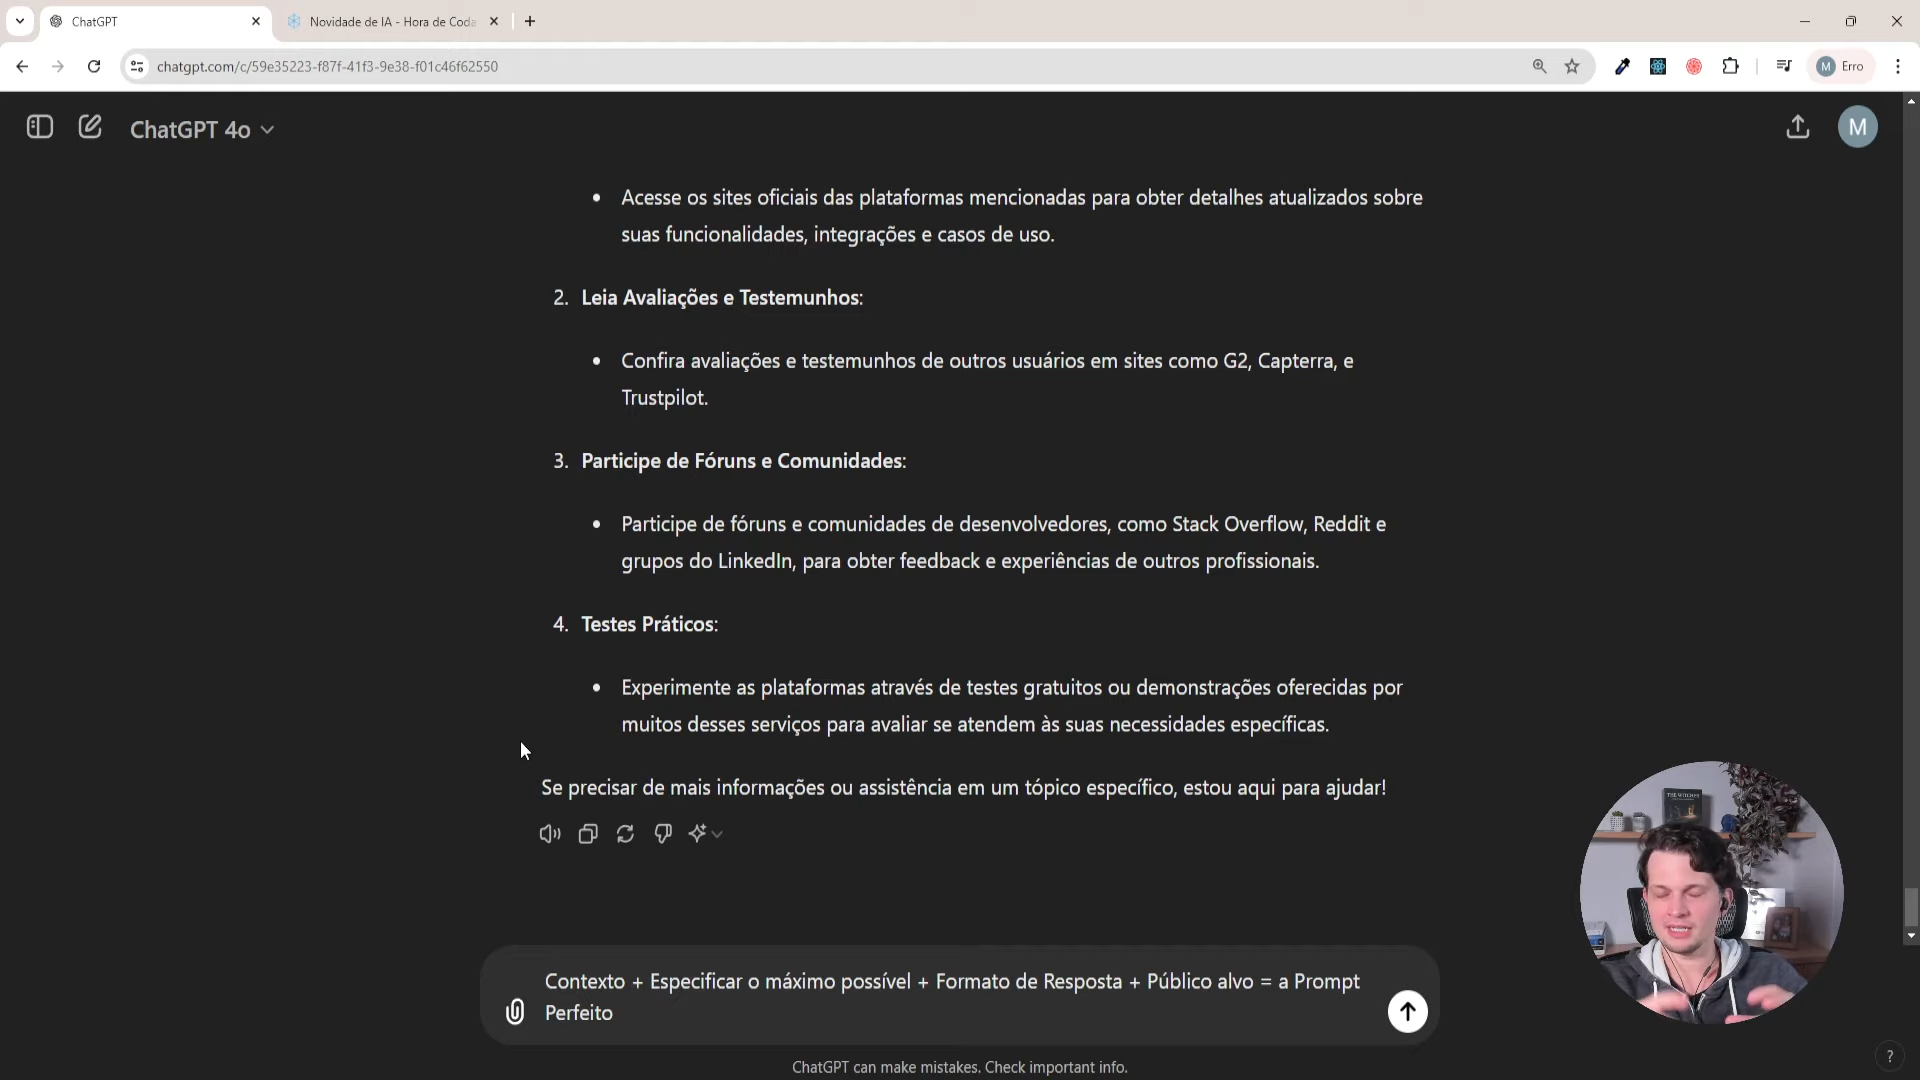 ChatGPT
Novidade de IA - Hora de Coda
chatgpt.com/c/59e35223-f87f-41f3-9e38-f01c46f62550
M Erro
ChatGPT 4o
M
• Acesse os sites oficiais das plataformas mencionadas para obter detalhes atualizados sobre
suas funcionalidades, integrações e casos de uso.
2. Leia Avaliações e Testemunhos:
• Confira avaliações e testemunhos de outros usuários em sites como G2, Capterra, e
Trustpilot.
3. Participe de Fóruns e Comunidades:
• Participe de fóruns e comunidades de desenvolvedores, como Stack Overflow, Reddit e
grupos do LinkedIn, para obter feedback e experiências de outros profissionais.
4. Testes Práticos:
• Experimente as plataformas através de testes gratuitos ou demonstrações oferecidas por
muitos desses serviços para avaliar se atendem às suas necessidades específicas.
Se precisar de mais informações ou assistência em um tópico específico, estou aqui para ajudar!
THE WITCHER
Contexto + Especificar o máximo possível + Formato de Resposta + Público alvo = a Prompt
Perfeito
ChatGPT can make mistakes. Check important info.
?